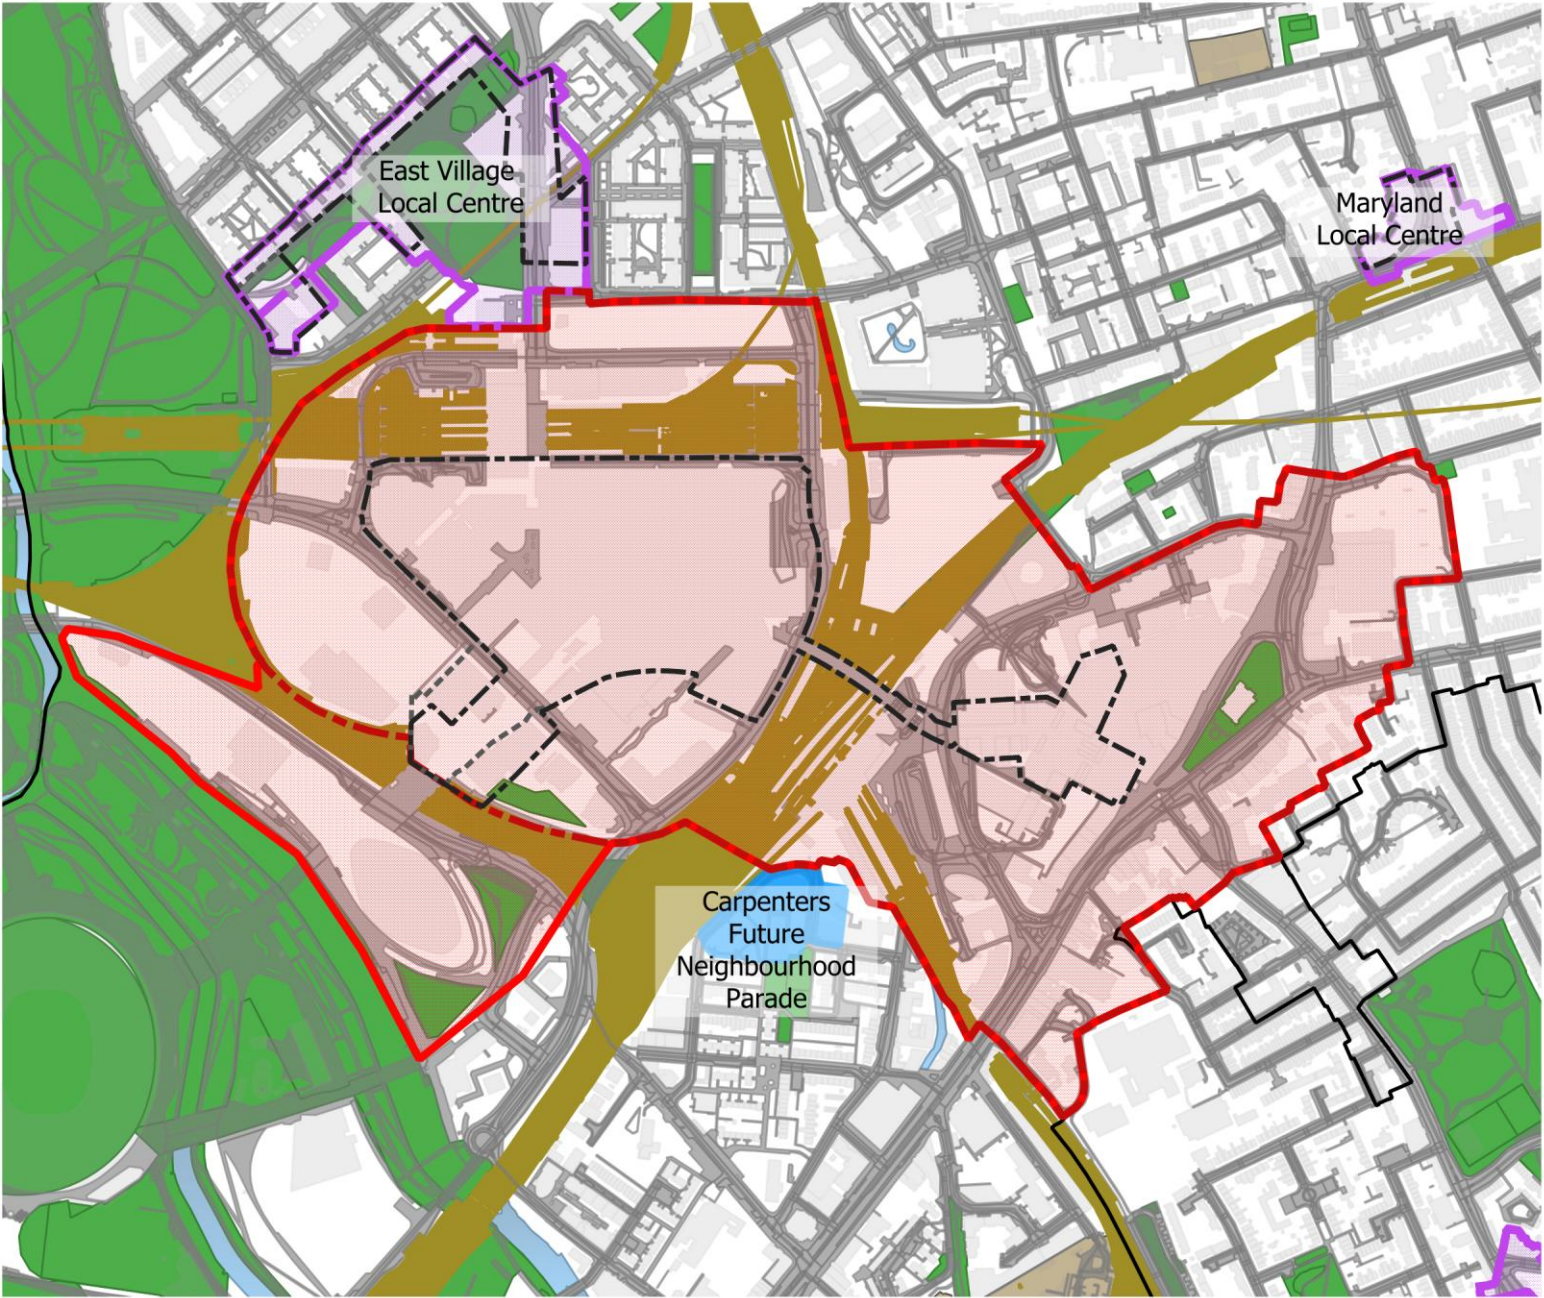 East Village
Local Centre
Maryland
Local Centre
Carpenters
Future
Neighbourhood
Parade